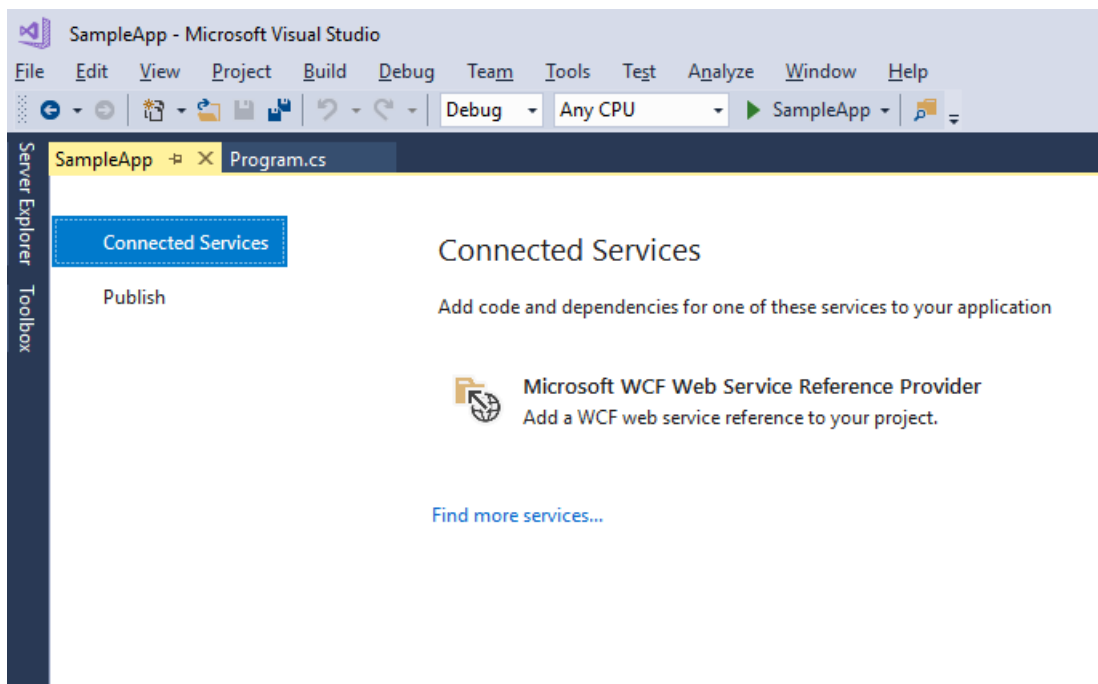 SampleApp - Microsoft Visual Studio
File Edit View Project Build Debug Team Tools Test Analyze Window Help
Debug Any CPU SampleApp
Server Explorer
Toolbox
SampleApp Program.cs
Connected Services
Publish
Connected Services
Add code and dependencies for one of these services to your application
Microsoft WCF Web Service Reference Provider
Add a WCF web service reference to your project.
Find more services...